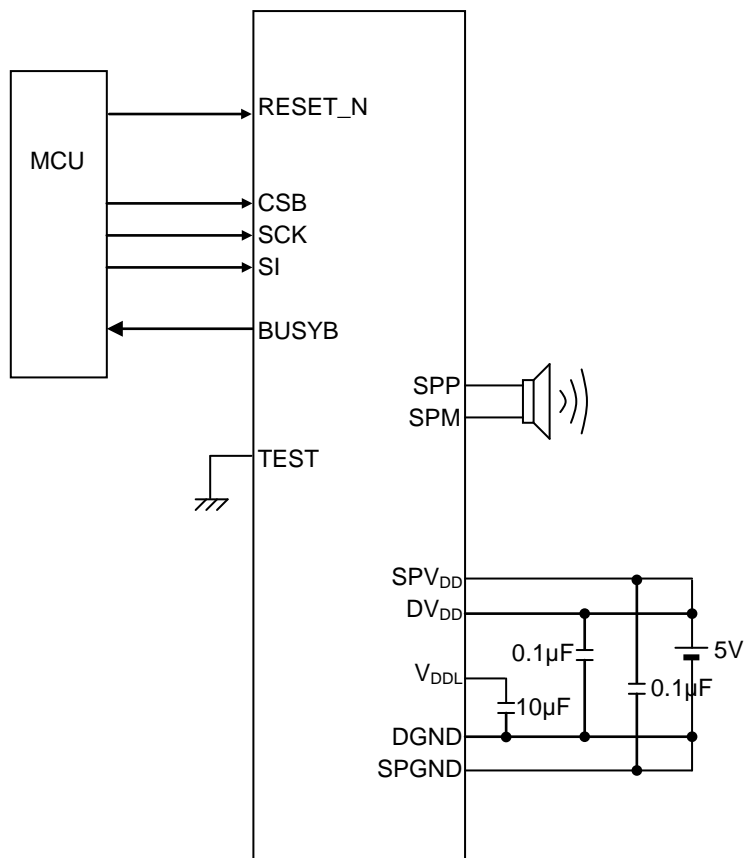 RESET_N
MCU
CSB
SCK
SI
BUSYB
SPP
SPM
TEST
SPVDD
DVDD
0.1µF
5V
VDDL
0.1µF
10µF
DGND
SPGND